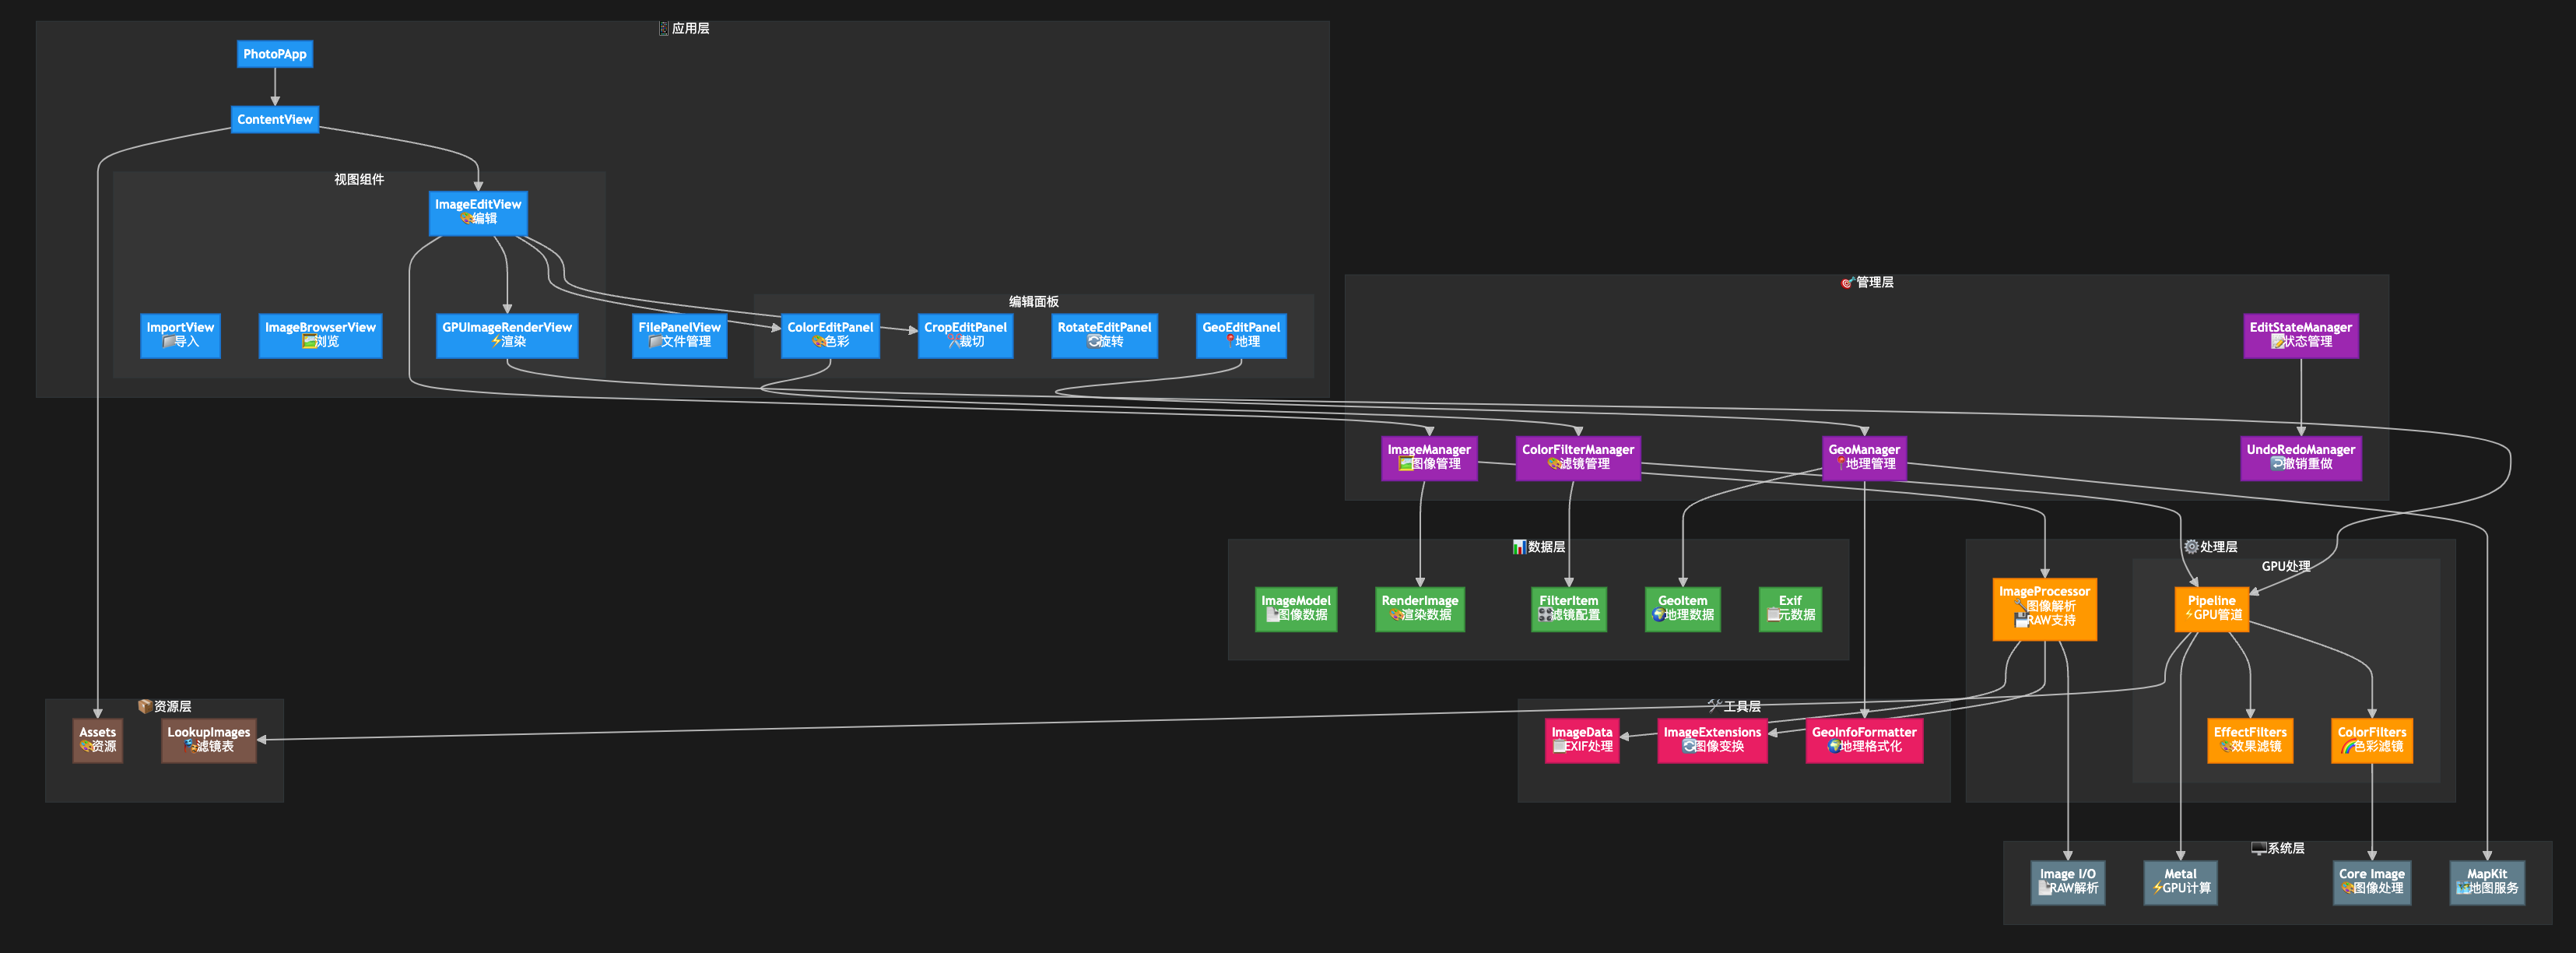 🗄️应用层
PhotoPApp
ContentView
视图组件
ImageEditView
🎨编辑
编辑面板
ImportView
📁导入
ImageBrowserView
🖼️浏览
GPUImageRenderView
⚡渲染
FilePanelView
📁文件管理
ColorEditPanel
🎨色彩
CropEditPanel
✂️裁切
RotateEditPanel
🔄旋转
GeoEditPanel
📍地理
🎯管理层
EditStateManager
📝状态管理
ImageManager
🖼️图像管理
ColorFilterManager
🎨滤镜管理
GeoManager
📍地理管理
UndoRedoManager
↩️撤销重做
📊数据层
ImageModel
📄图像数据
RenderImage
🎨渲染数据
FilterItem
🎛️滤镜配置
GeoItem
🌍地理数据
Exif
📋元数据
⚙️处理层
GPU处理
ImageProcessor
🔧图像解析
💾RAW支持
Pipeline
⚡GPU管道
EffectFilters
🎭效果滤镜
ColorFilters
🌈色彩滤镜
📦资源层
Assets
🎨资源
LookupImages
🎭滤镜表
🛠️工具层
ImageData
📋EXIF处理
ImageExtensions
🔄图像变换
GeoInfoFormatter
🌍地理格式化
🖥️系统层
Image I/O
📄RAW解析
Metal
⚡GPU计算
Core Image
🎨图像处理
MapKit
🗺️地图服务